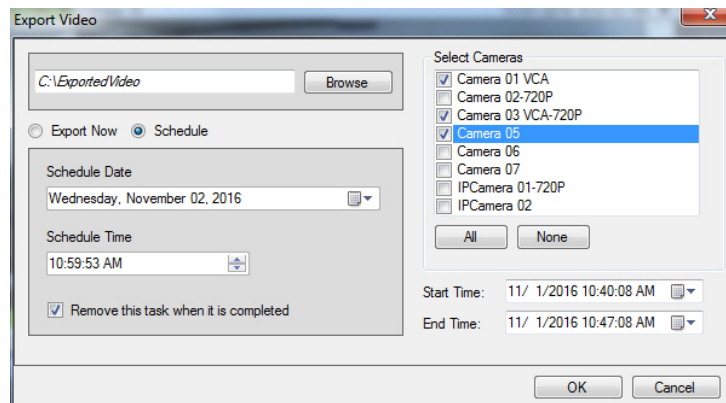 Export Video
C:\ExportedVideo
Browse
Export Now
Schedule
Schedule Date
Wednesday, November 02, 2016
Schedule Time
10:59:53 AM
Remove this task when it is completed
Select Cameras
Camera 01 VCA
Camera 02-720P
Camera 03 VCA-720P
Camera 05
Camera 06
Camera 07
IPCamera 01-720P
IPCamera 02
All
None
Start Time: 11/ 1/2016 10:40:08 AM
End Time: 11/ 1/2016 10:47:08 AM
OK
Cancel